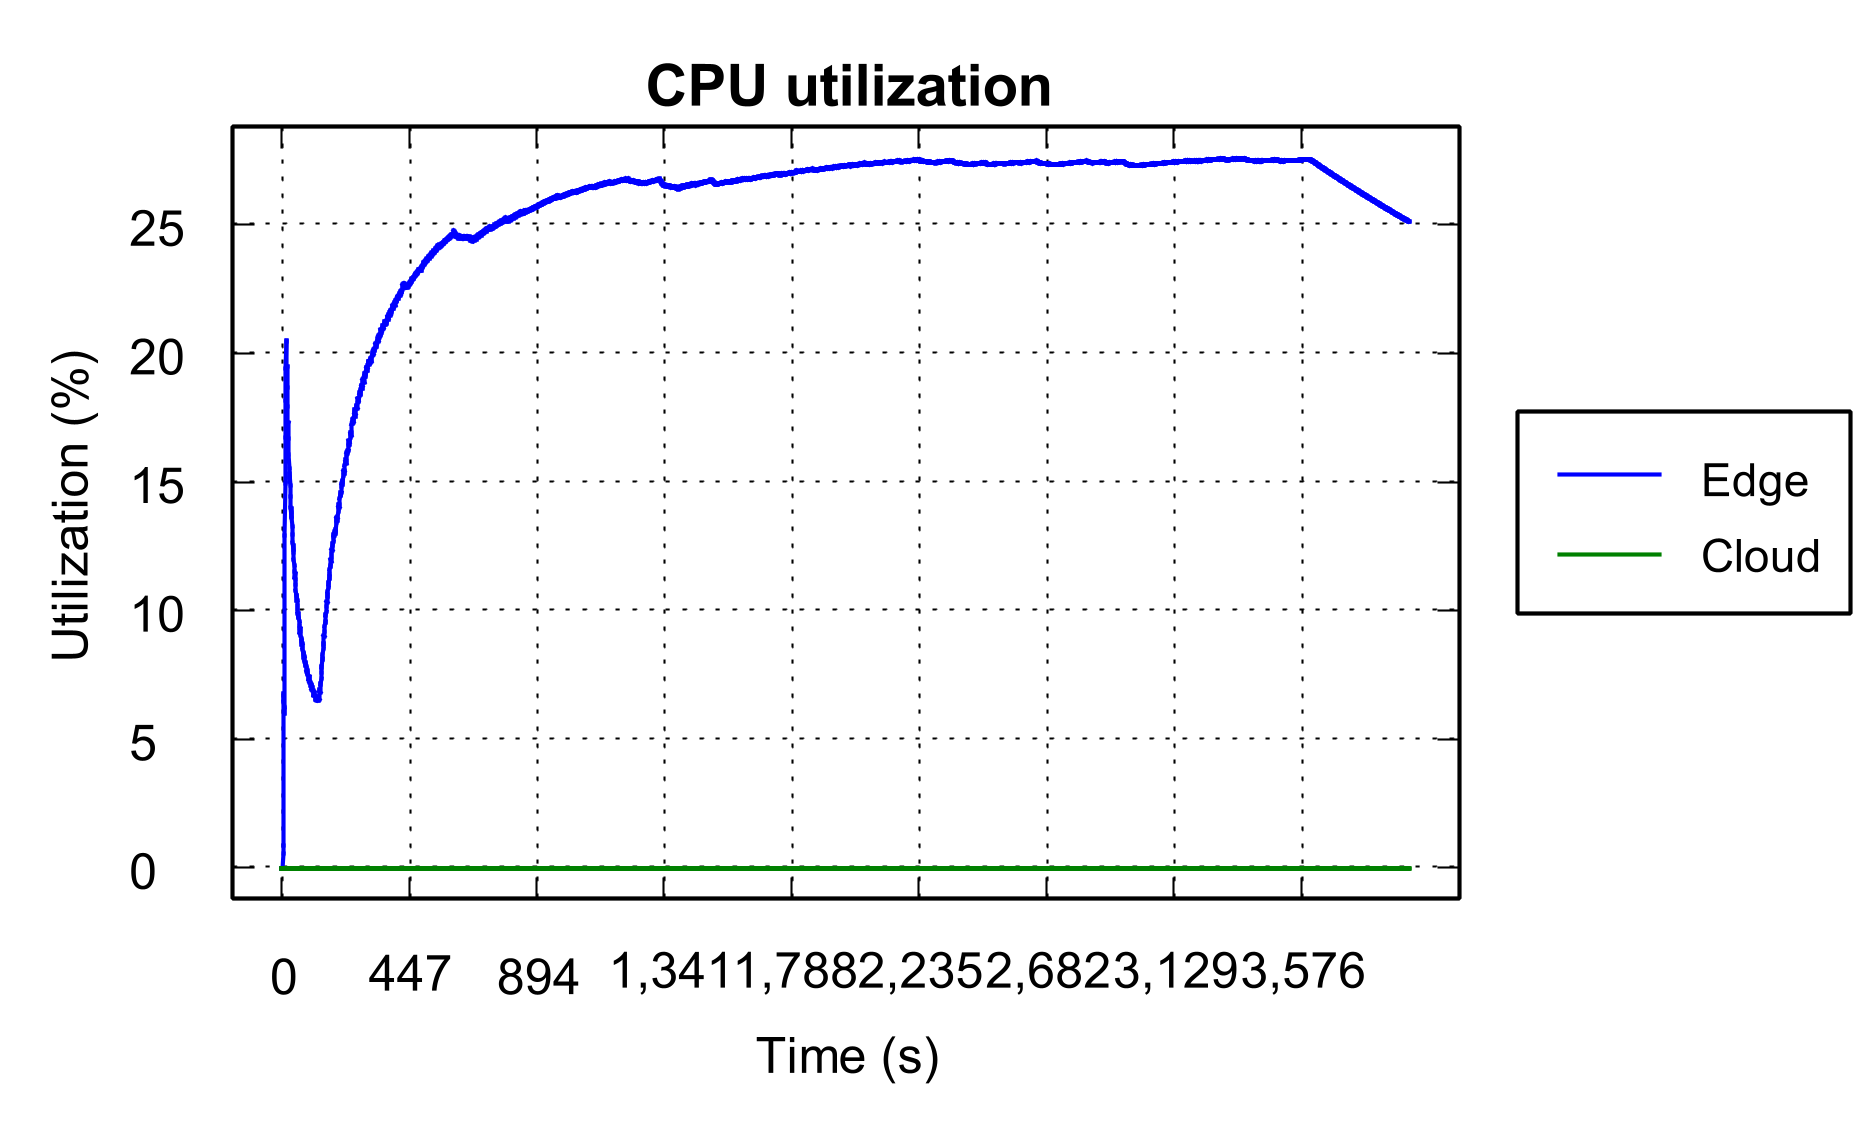 CPU utilization
25
20
15
10
5
0
Utilization (%)
0 447 894 1,3411,7882,2352,6823,1293,576
Time (s)
Edge
Cloud